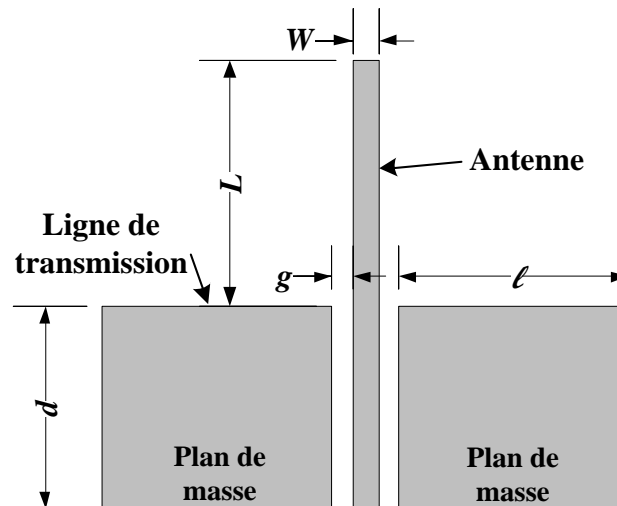 W
L
Antenne
Ligne de
transmission
g
ℓ
d
Plan de
masse
Plan de
masse